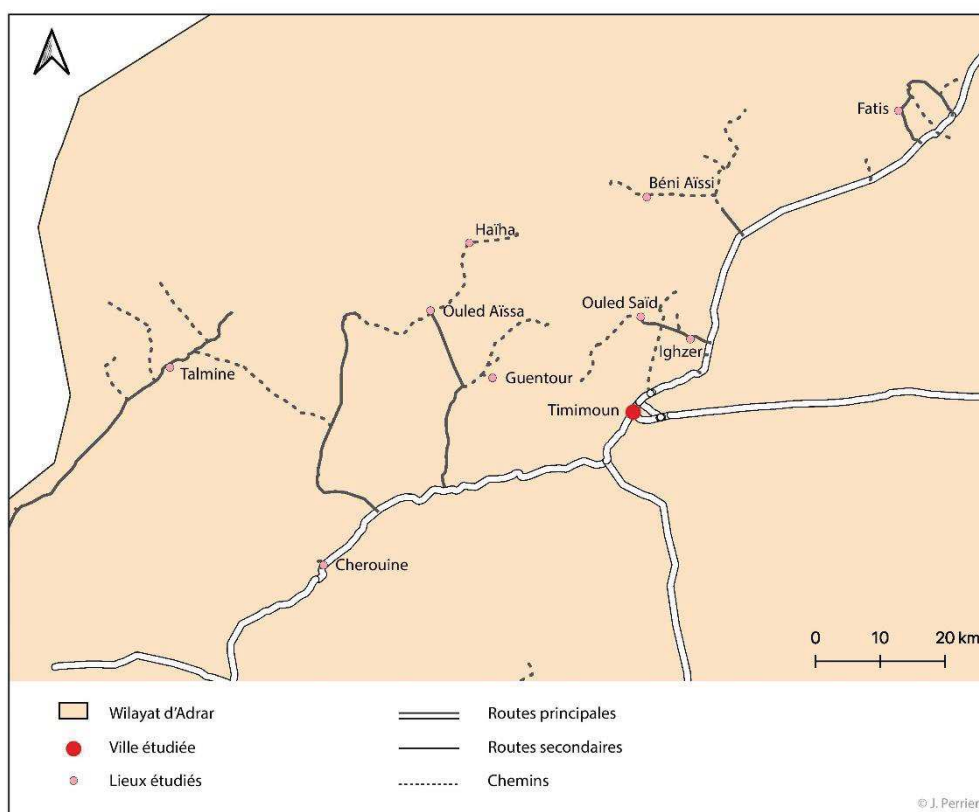 Fatis
Béni Aïssi
Haïha
Ouled Aïssa
Ouled Saïd
Ighzer
Talmine
Guentour
Timimoun
Cherouine
0 10 20 km
Wilayat d'Adrar
Routes principales
Ville étudiée
Routes secondaires
Lieux étudiés
Chemins
© J. Perrier